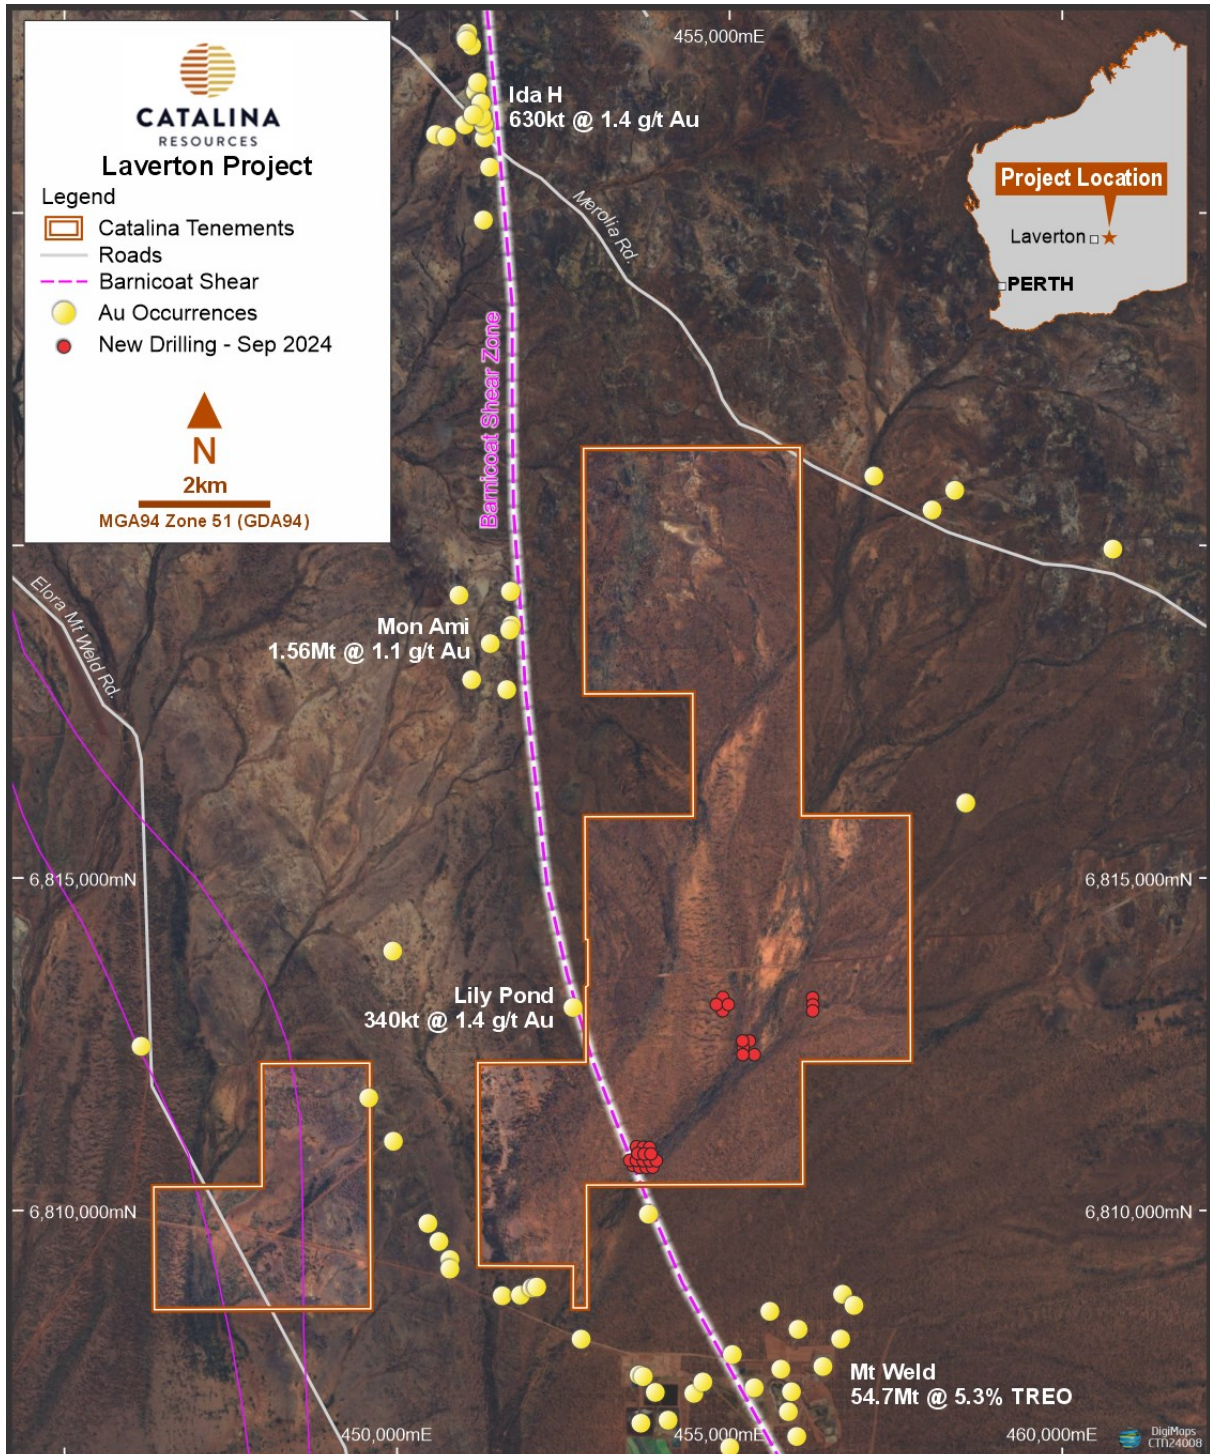 CATALINA
RESOURCES
Laverton Project
Legend
Catalina Tenements
Roads
Barnicoat Shear
Au Occurrences
New Drilling - Sep 2024
N
2km
MGA94 Zone 51 (GDA94)
455,000mE
Ida H
630kt @ 1.4 g/t Au
Merolia Rd.
Project Location
Laverton
PERTH
Barnicoat Shear Zone
Elora Mt Weld Rd.
Mon Ami
1.56Mt @ 1.1 g/t Au
6,815,000mN
6,815,000mN
Lily Pond
340kt @ 1.4 g/t Au
6,810,000mN
6,810,000mN
Mt Weld
54.7Mt @ 5.3% TREO
450,000mE
455,000mE
460,000mE
DigiMaps
CTN24008